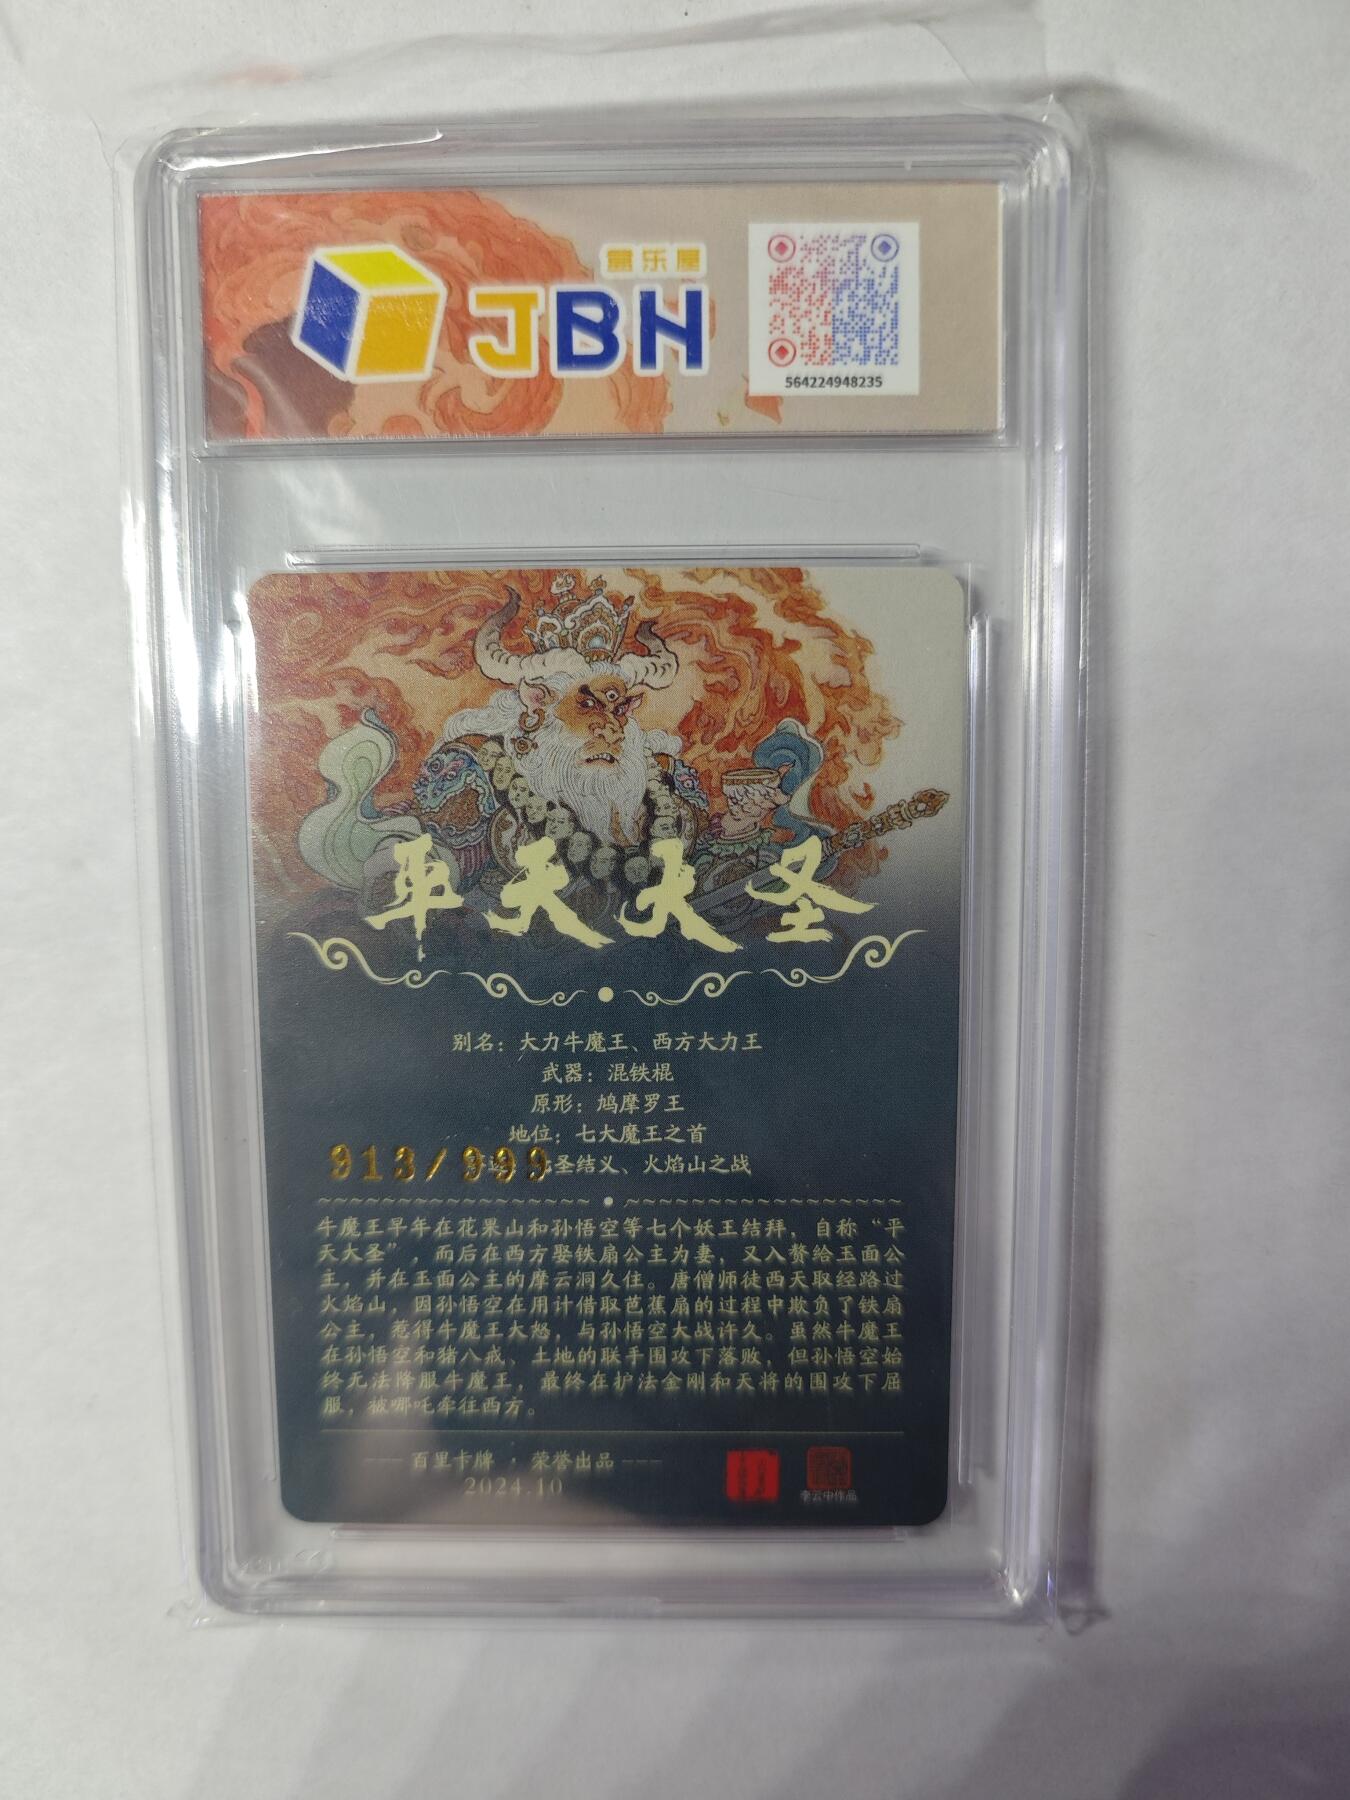 盒乐屋
JBH
564224948235
平天大圣
别名：大力牛魔王、西方大力王
武器：混铁棍
原形：鸠摩罗王
地位：七大魔王之首
913/999
圣结义、火焰山之战
牛魔王早年在花果山和孙悟空等七个妖王结拜，自称“平
天大圣”，而后在西方娶铁扇公主为妻，又入赘给玉面公
主，并在玉面公主的摩云洞久住。唐僧师徒西天取经路过
火焰山，因孙悟空在用计借取芭蕉扇的过程中欺负了铁扇
公主，惹得牛魔王大怒，与孙悟空大战许久。虽然牛魔王
在孙悟空和猪八戒、土地的联手围攻下落败，但孙悟空始
终无法降服牛魔王，最终在护法金刚和天将的围攻下屈
服，被哪吒牵往西方。
百里卡牌 · 荣誉出品
2024.10
李云中作品